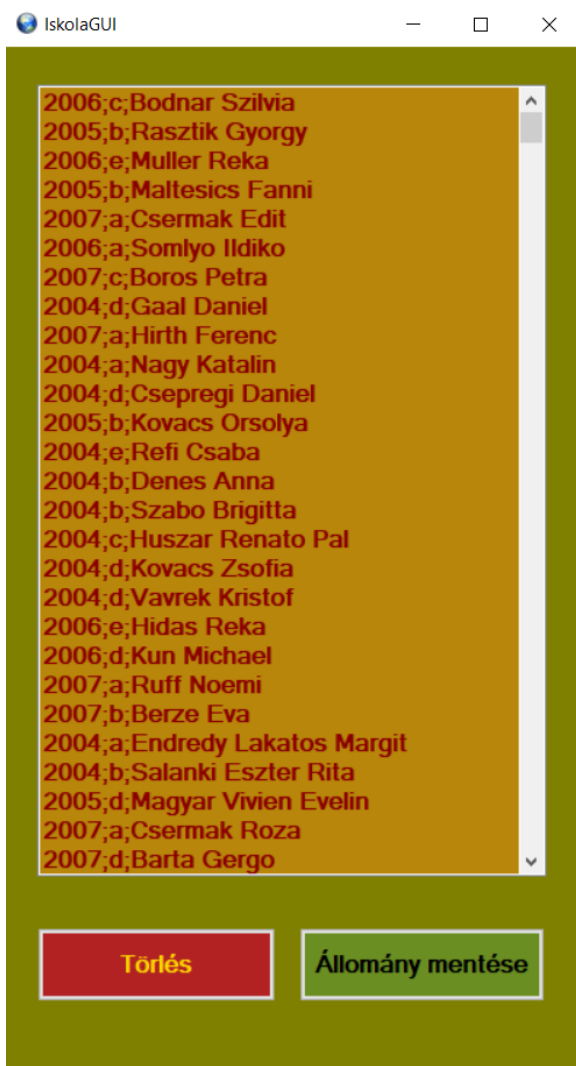 IskolaGUI
2006;c;Bodnar Szilvia
2005;b;Rasztik Gyorgy
2006;e;Muller Reka
2005;b;Maltesics Fanni
2007;a;Csermak Edit
2006;a;Somlyo Ildiko
2007;c;Boros Petra
2004;d;Gaal Daniel
2007;a;Hirth Ferenc
2004;a;Nagy Katalin
2004;d;Csepregi Daniel
2005;b;Kovacs Orsolya
2004;e;Refi Csaba
2004;b;Denes Anna
2004;b;Szabo Brigitta
2004;c;Huszar Renato Pal
2004;d;Kovacs Zsofia
2004;d;Vavrek Kristof
2006;e;Hidas Reka
2006;d;Kun Michael
2007;a;Ruff Noemi
2007;b;Berze Eva
2004;a;Endredy Lakatos Margit
2004;b;Salanki Eszter Rita
2005;d;Magyar Vivien Evelin
2007;a;Csermak Roza
2007;d;Barta Gergo
Törlés
Állomány mentése